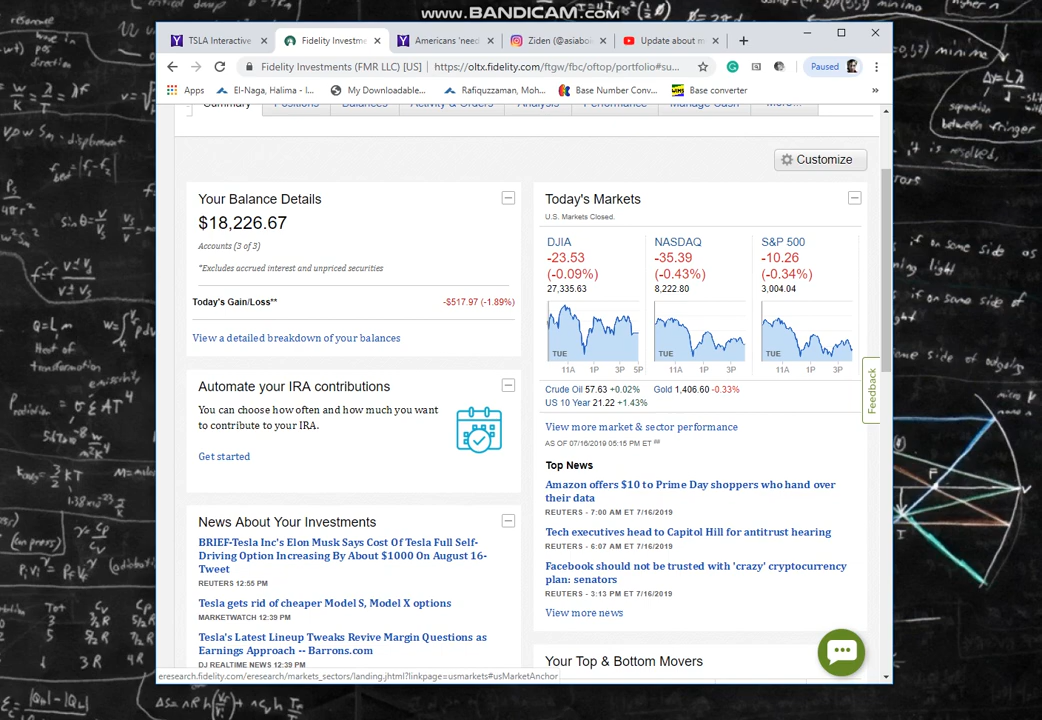 www.BANDICAM.com
TSLA Interactive
Fidelity Investme
Americans 'need
Ziden (@asiaboi
Update about m
Fidelity Investments (FMR LLC) [US] | https://oltx.fidelity.com/ftgw/fbc/oftop/portfolio#su...
Paused
Apps
El-Naga, Halima - I...
My Downloadable...
Rafiquzzaman, Moh...
Base Number Conv...
Base converter
»
Summary
Positions
Balances
Activity & Orders
Analysis
Performance
Manage Cash
More...
Customize
Your Balance Details
$18,226.67
Accounts (3 of 3)
*Excludes accrued interest and unpriced securities
Today's Gain/Loss** -$517.97 (-1.89%)
View a detailed breakdown of your balances
Automate your IRA contributions
You can choose how often and how much you want
to contribute to your IRA.
Get started
News About Your Investments
BRIEF-Tesla Inc's Elon Musk Says Cost Of Tesla Full Self-
Driving Option Increasing By About $1000 On August 16-
Tweet
REUTERS 12:55 PM
Tesla gets rid of cheaper Model S, Model X options
MARKETWATCH 12:39 PM
Tesla's Latest Lineup Tweaks Revive Margin Questions as
Earnings Approach -- Barrons.com
DJ REALTIME NEWS 12:39 PM
Today's Markets
U.S. Markets Closed.
DJIA
-23.53
(-0.09%)
27,335.63
TUE
11A 1P 3P 5P
NASDAQ
-35.39
(-0.43%)
8,222.80
TUE
11A 1P 3P
S&P 500
-10.26
(-0.34%)
3,004.04
TUE
11A 1P 3P
Crude Oil 57.63 +0.02% Gold 1,406.60 -0.33%
US 10 Year 21.22 +1.43%
View more market & sector performance
AS OF 07/16/2019 05:15 PM ET
Top News
Amazon offers $10 to Prime Day shoppers who hand over
their data
REUTERS - 7:00 AM ET 7/16/2019
Tech executives head to Capitol Hill for antitrust hearing
REUTERS - 6:07 AM ET 7/16/2019
Facebook should not be trusted with 'crazy' cryptocurrency
plan: senators
REUTERS - 3:13 PM ET 7/16/2019
View more news
Your Top & Bottom Movers
Feedback
eresearch.fidelity.com/eresearch/markets_sectors/landing.jhtml?linkpage=usmarkets#usMarketAnchor